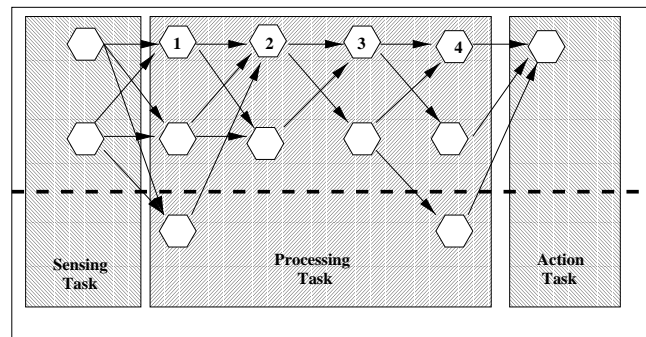 1 2 3 4
Sensing
Task
Processing
Task
Action
Task